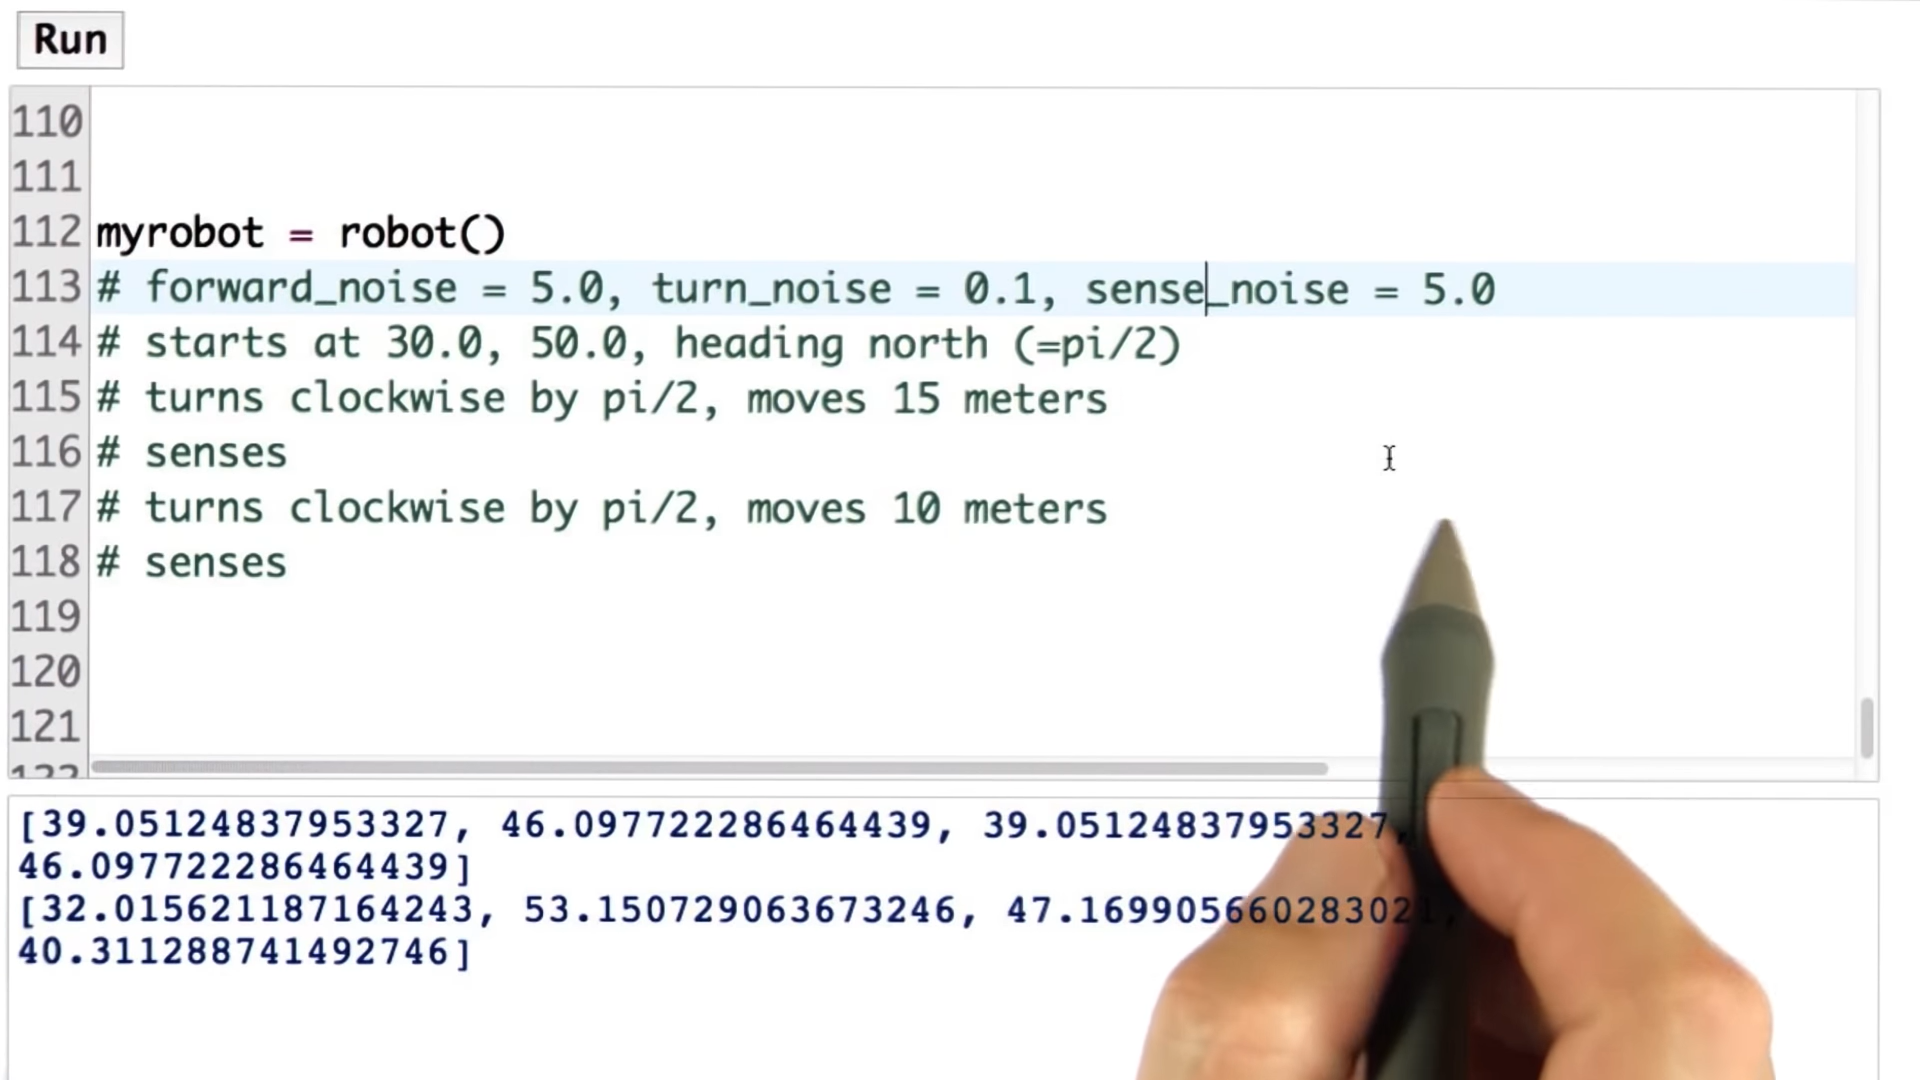 Run
110
111
112 myrobot = robot()
113 # forward_noise = 5.0, turn_noise = 0.1, sense_noise = 5.0
114 # starts at 30.0, 50.0, heading north (=pi/2)
115 # turns clockwise by pi/2, moves 15 meters
116 # senses
117 # turns clockwise by pi/2, moves 10 meters
118 # senses
119
120
121
[39.05124837953327, 46.097722286464439, 39.05124837953327,
46.097722286464439]
[32.015621187164243, 53.150729063673246, 47.169905660283021,
40.311288741492746]